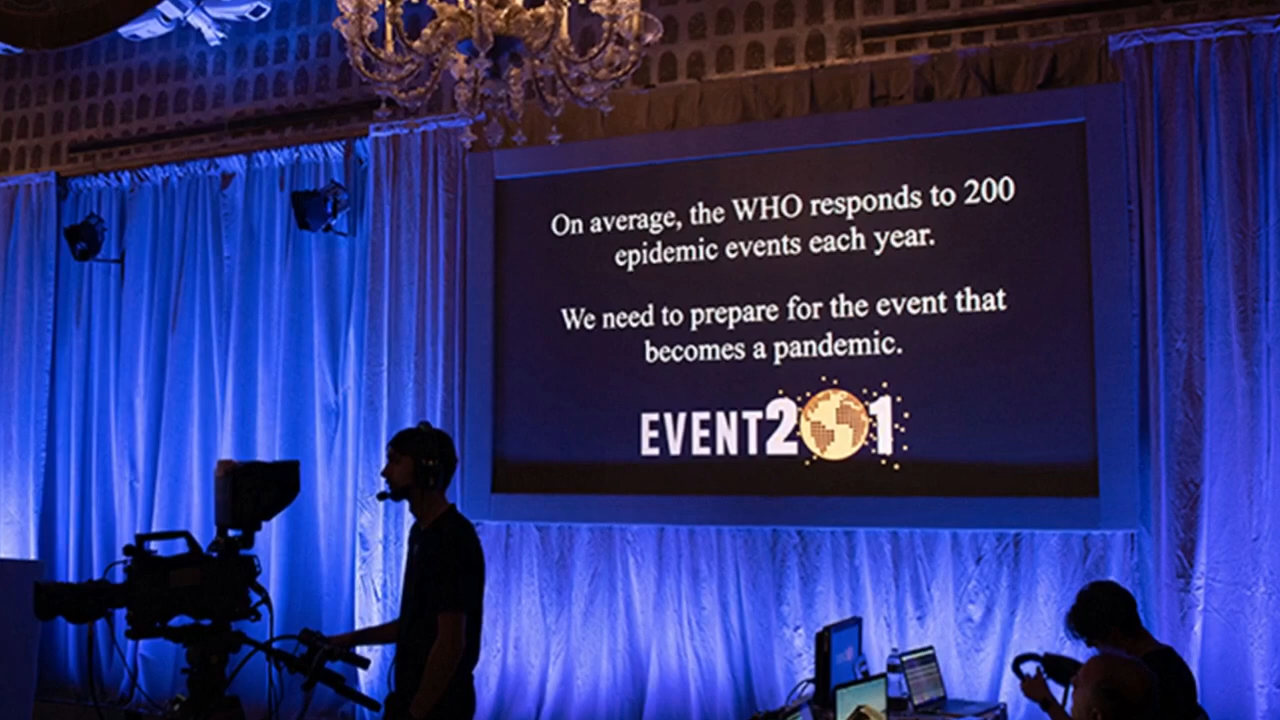 On average, the WHO responds to 200
epidemic events each year.
We need to prepare for the event that
becomes a pandemic.
EVENT201